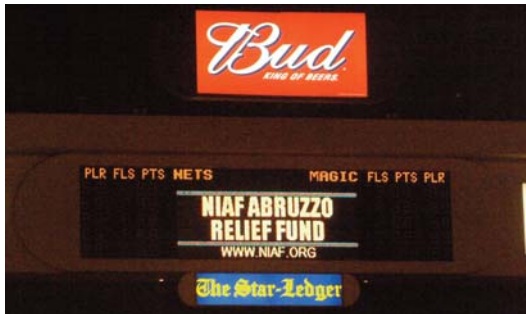 Bud
KING OF BEERS.
PLR FLS PTS NETS MAGIC FLS PTS PLR
NIAF ABRUZZO
RELIEF FUND
WWW.NIAF.ORG
The Star-Ledger